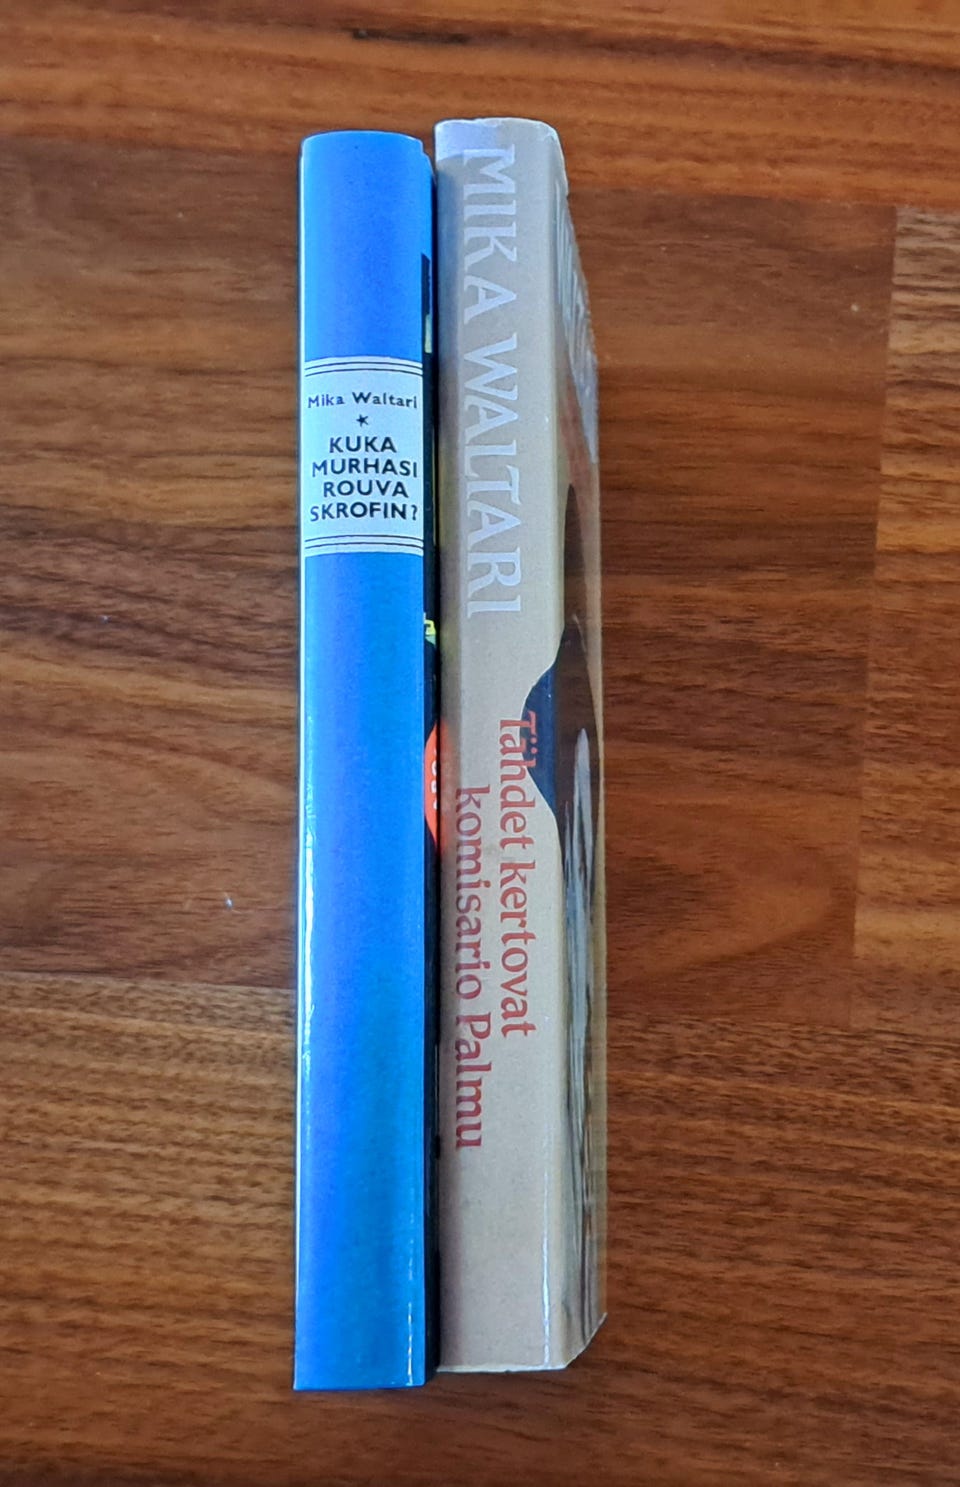 Mika Waltari
KUKA
MURHASI
ROUVA
SKROFIN?
MIKA WALTARI
Tähdet kertovat
komisario Palmu